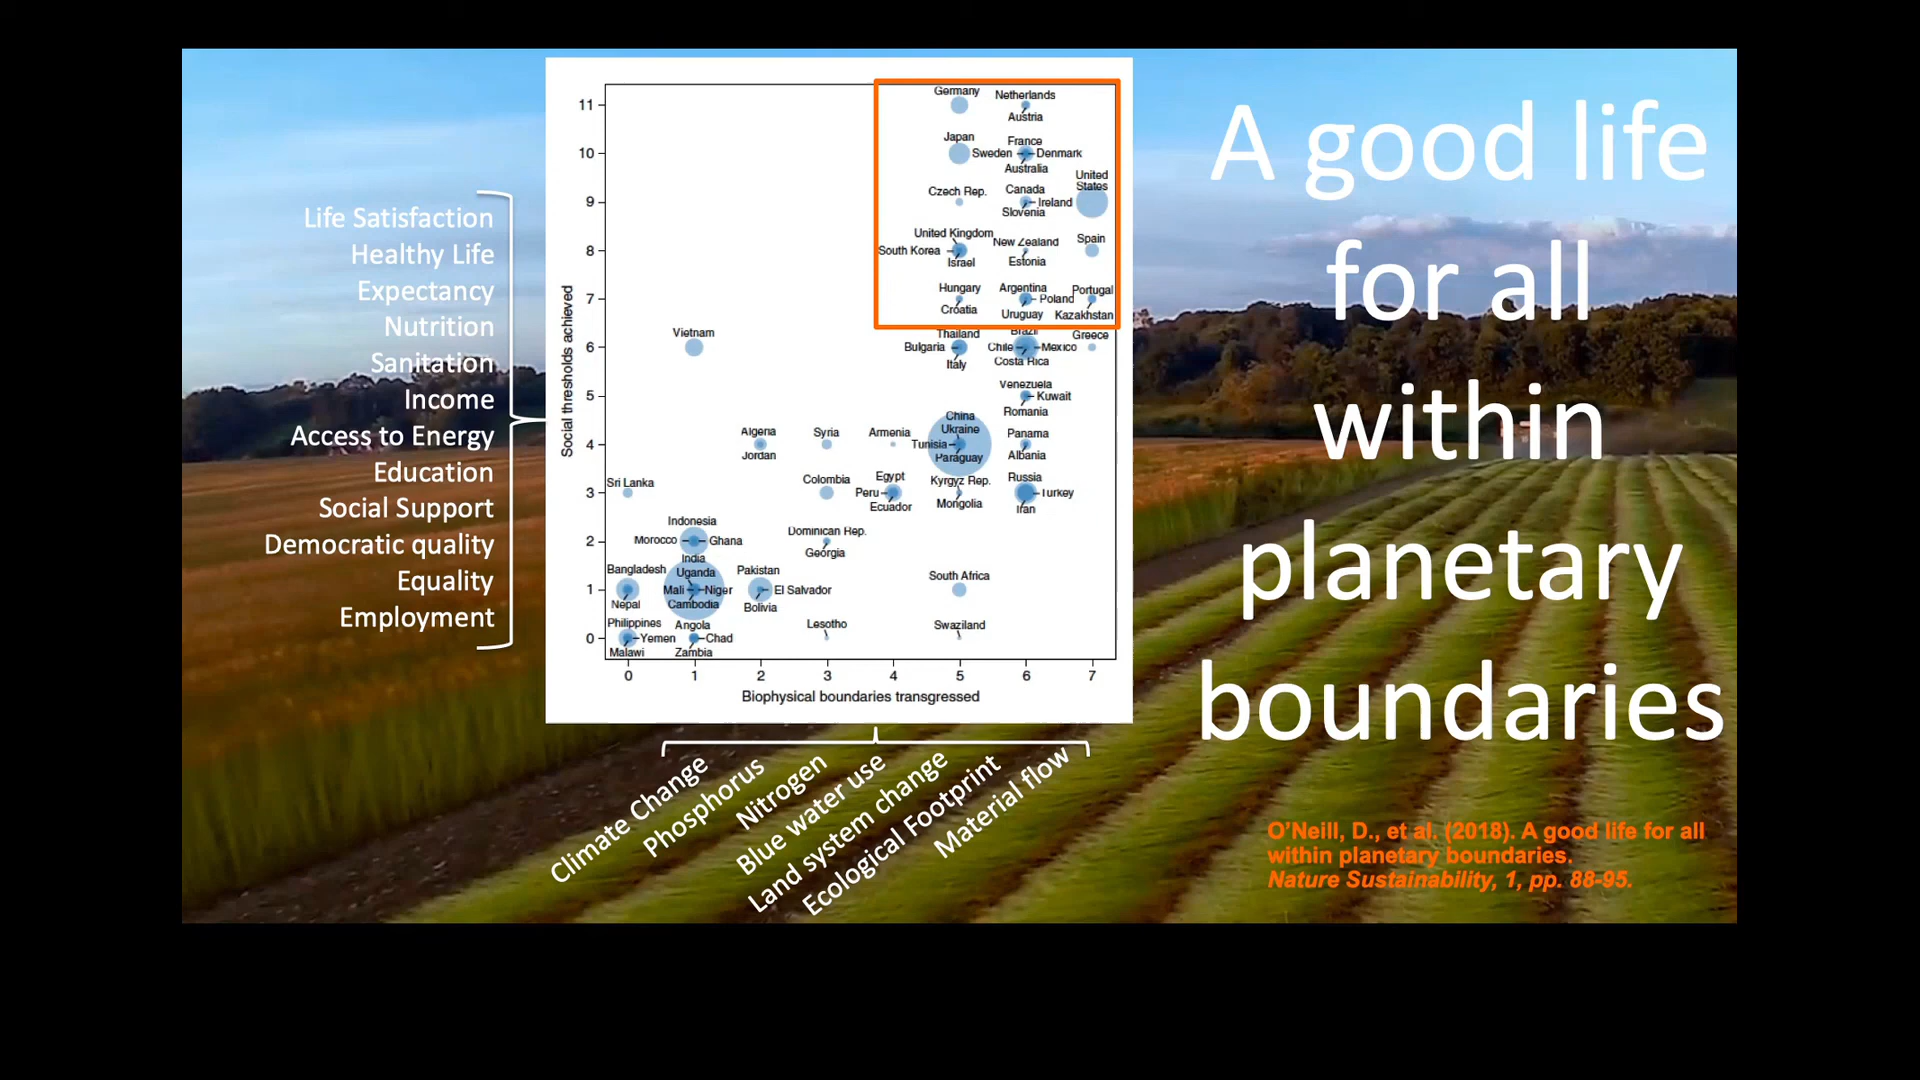 A good life
for all
within
planetary
boundaries
Life Satisfaction
Healthy Life
Expectancy
Nutrition
Sanitation
Income
Access to Energy
Education
Social Support
Democratic quality
Equality
Employment
Social thresholds achieved
11
10
9
8
7
6
5
4
3
2
1
0
Germany
Netherlands
Austria
Japan
France
Sweden
Denmark
Australia
United
States
Czech Rep.
Canada
Ireland
Slovenia
United Kingdom
South Korea
Israel
New Zealand
Estonia
Spain
Hungary
Croatia
Argentina
Poland
Uruguay
Portugal
Kazakhstan
Vietnam
Thailand
Bulgaria
Italy
Brazil
Chile
Mexico
Costa Rica
Greece
Venezuela
Kuwait
Romania
Algeria
Jordan
Syria
Armenia
China
Ukraine
Tunisia
Paraguay
Panama
Albania
Sri Lanka
Colombia
Egypt
Peru
Ecuador
Kyrgyz Rep.
Mongolia
Russia
Turkey
Iran
Indonesia
Morocco
Ghana
Dominican Rep.
Georgia
India
Bangladesh
Nepal
Uganda
Mali
Niger
Cambodia
Pakistan
El Salvador
Bolivia
South Africa
Philippines
Yemen
Malawi
Angola
Chad
Zambia
Lesotho
Swaziland
0 1 2 3 4 5 6 7
Biophysical boundaries transgressed
Climate Change
Phosphorus
Nitrogen
Blue water use
Land system change
Ecological Footprint
Material flow
O'Neill, D., et al. (2018). A good life for all
within planetary boundaries.
Nature Sustainability, 1, pp. 88-95.